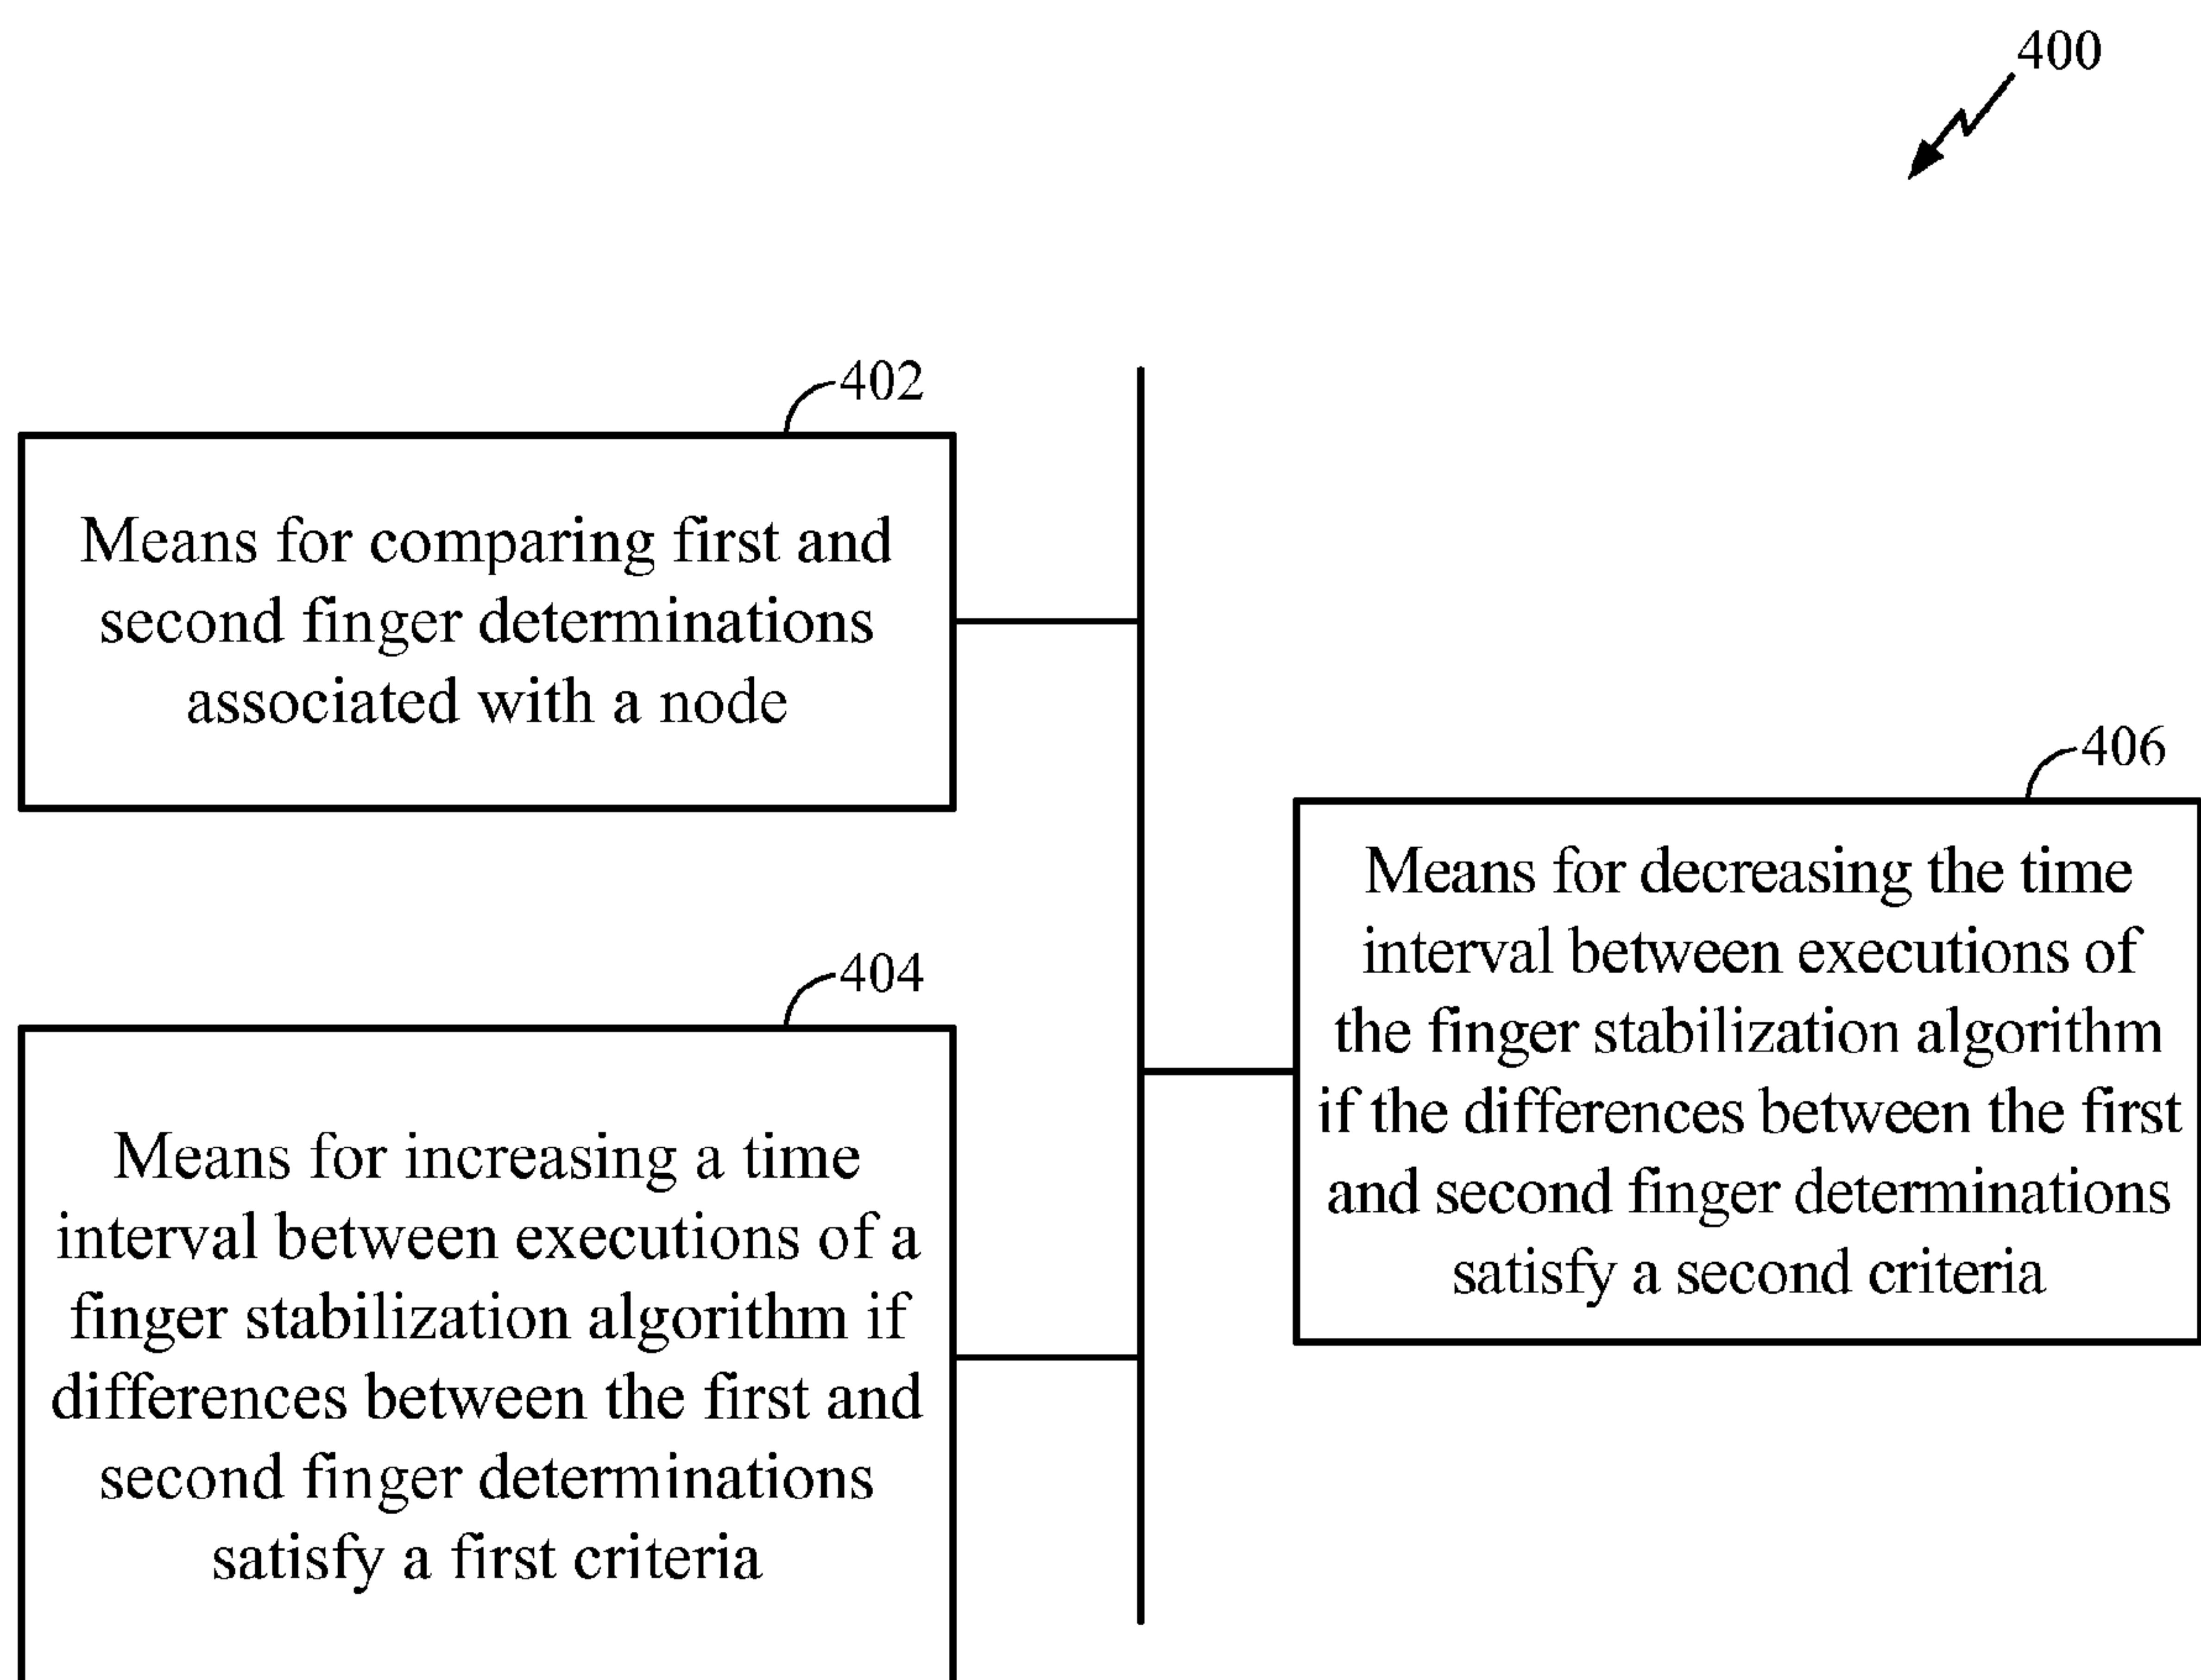 400
402
Means for comparing first and
second finger determinations
associated with a node
404
Means for increasing a time
interval between executions of a
finger stabilization algorithm if
differences between the first and
second finger determinations
satisfy a first criteria
406
Means for decreasing the time
interval between executions of
the finger stabilization algorithm
if the differences between the first
and second finger determinations
satisfy a second criteria